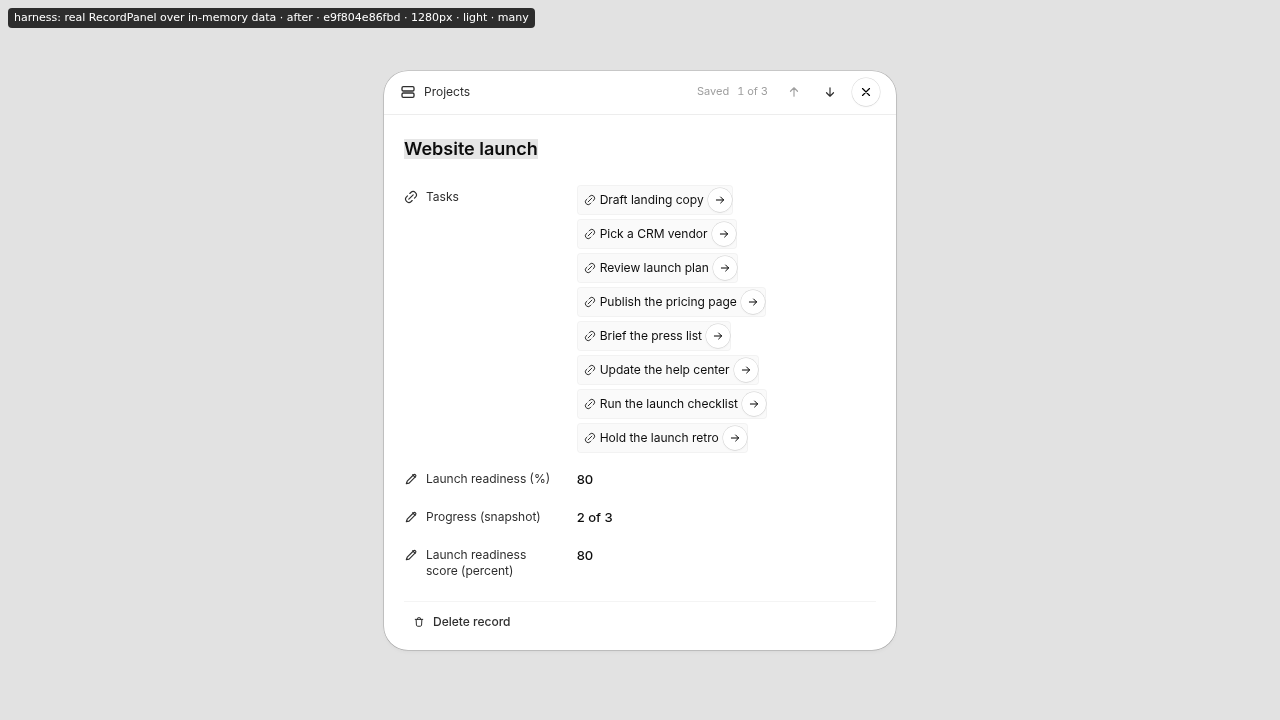 harness: real RecordPanel over in-memory data · after · e9f804e86fbd · 1280px · light · many
Projects
Saved 1 of 3
Website launch
Tasks
Draft landing copy
Pick a CRM vendor
Review launch plan
Publish the pricing page
Brief the press list
Update the help center
Run the launch checklist
Hold the launch retro
Launch readiness (%)
80
Progress (snapshot)
2 of 3
Launch readiness
score (percent)
80
Delete record